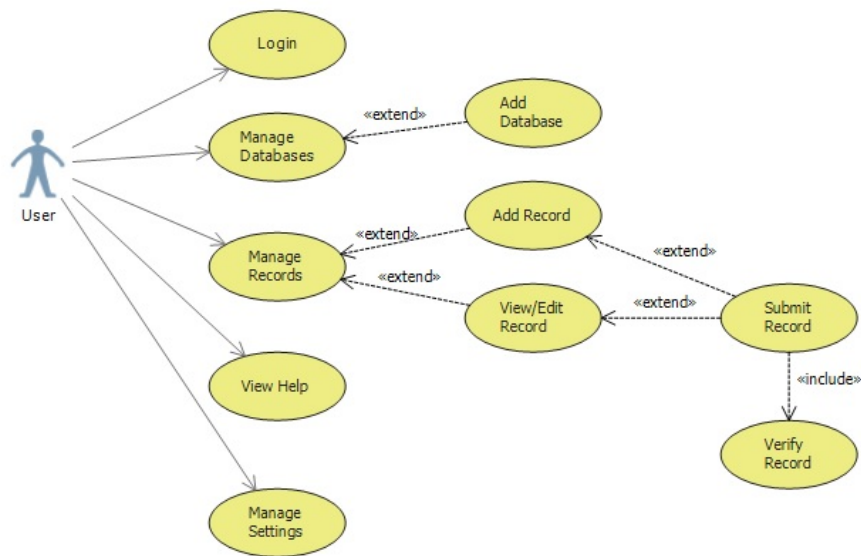 Login
«extend»
Add
Database
Manage
Databases
User
Add Record
«extend»
«extend»
Manage
Records
«extend»
View/Edit
Record
«extend»
Submit
Record
View Help
«include»
Verify
Record
Manage
Settings